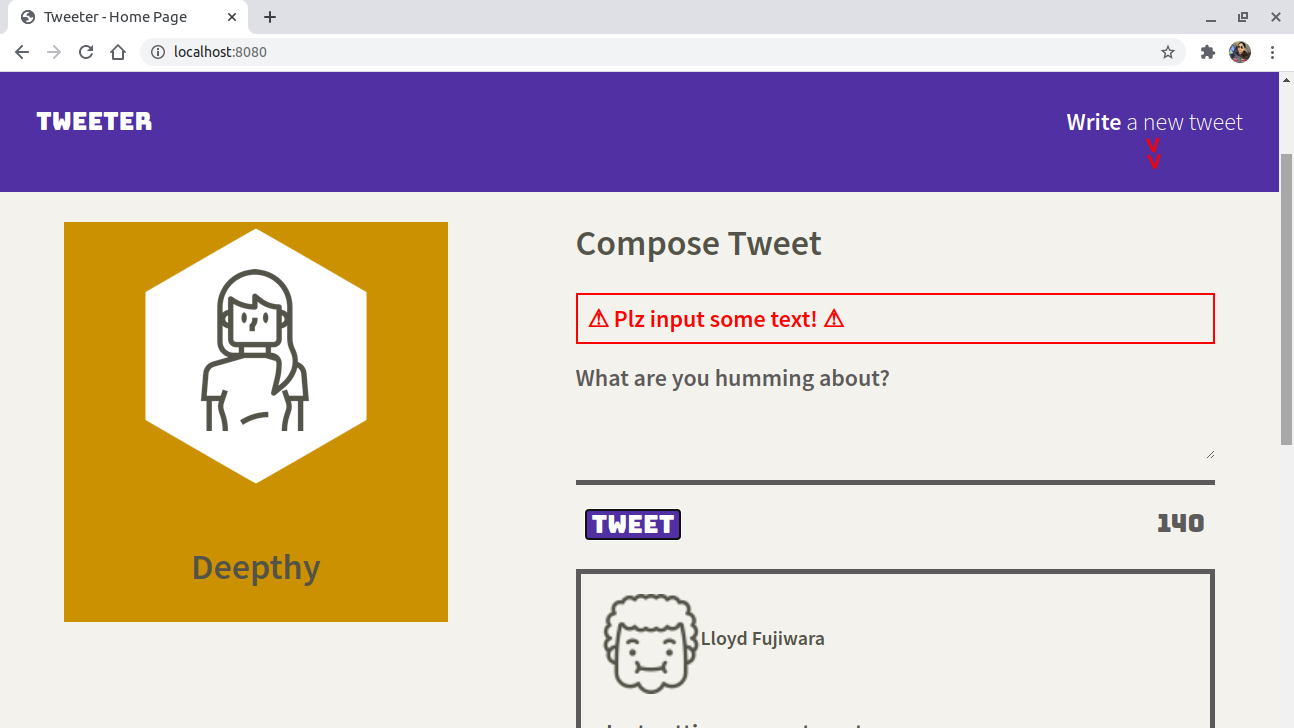 Tweeter - Home Page
localhost:8080
TWEETER
Write a new tweet
Compose Tweet
⚠ Plz input some text! ⚠
What are you humming about?
TWEET
140
Deepthy
Lloyd Fujiwara